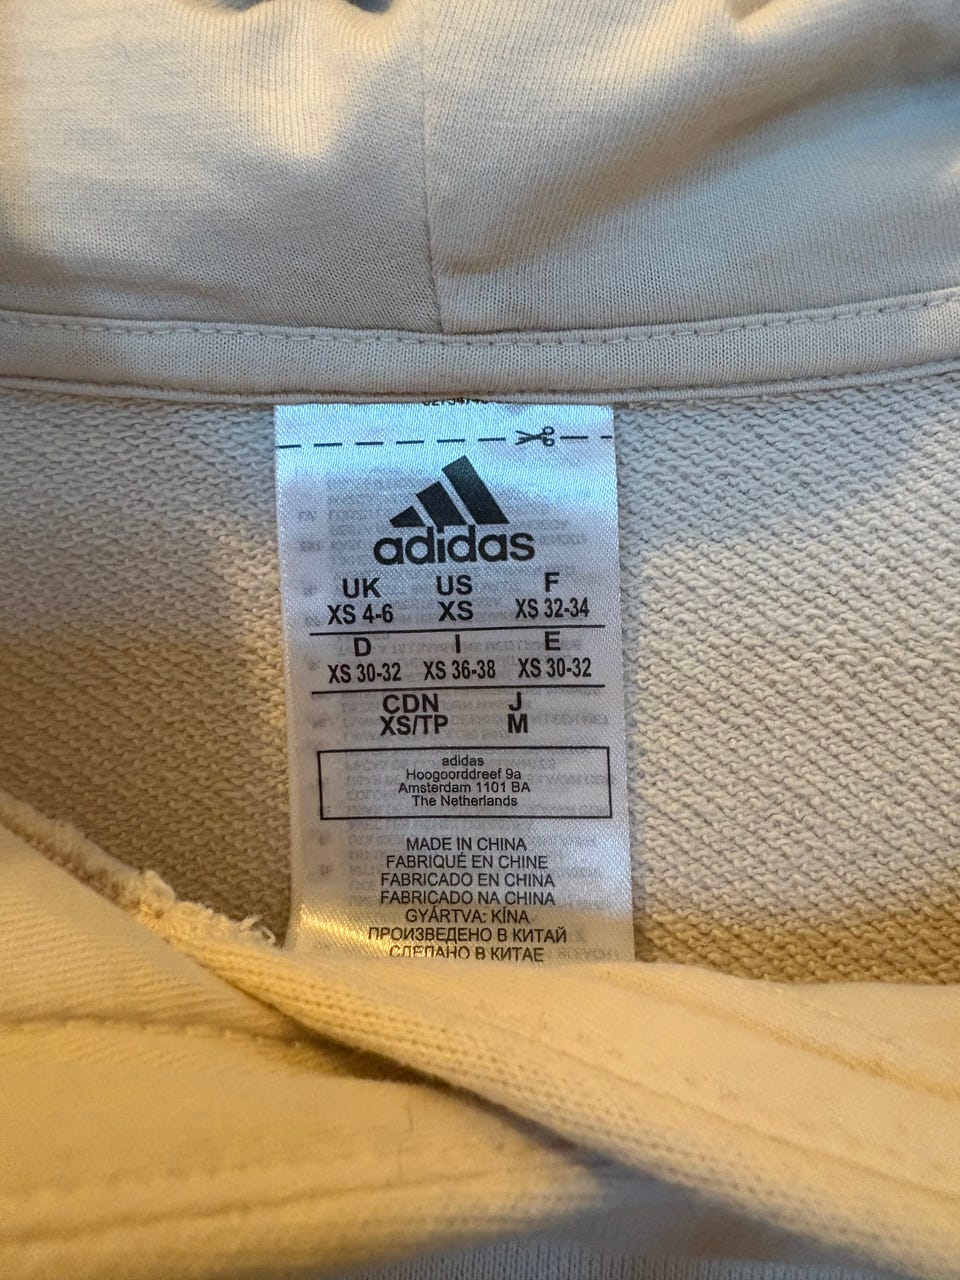 adidas
UK US F
XS 4-6 XS XS 32-34
D I E
XS 30-32 XS 36-38 XS 30-32
CDN J
XS/TP M
adidas
Hoogoorddreef 9a
Amsterdam 1101 BA
The Netherlands
MADE IN CHINA
FABRIQUÉ EN CHINE
FABRICADO EN CHINA
FABRICADO NA CHINA
GYÁRTVA: KÍNA
ПРОИЗВЕДЕНО В КИТАЙ
СДЕЛАНО В КИТАЕ